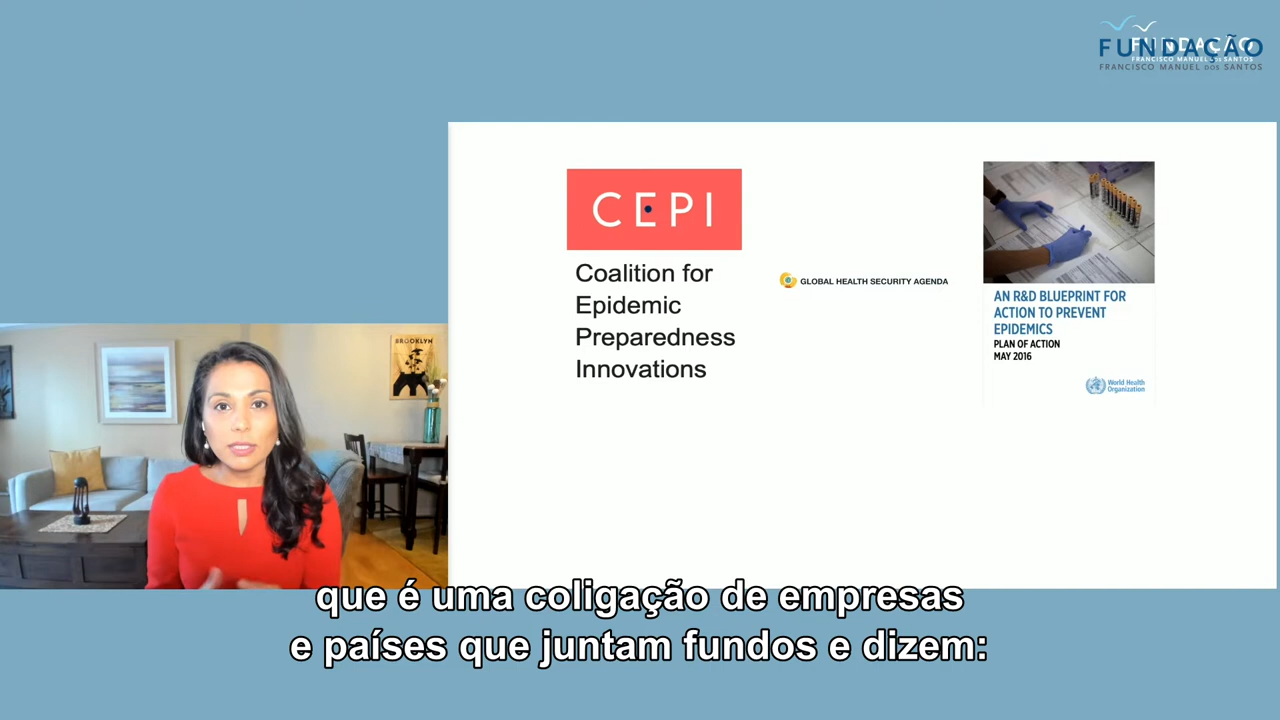 FUNDAÇÃO
FRANCISCO MANUEL DOS SANTOS
CEPI
Coalition for
Epidemic
Preparedness
Innovations
GLOBAL HEALTH SECURITY AGENDA
AN R&D BLUEPRINT FOR
ACTION TO PREVENT
EPIDEMICS
PLAN OF ACTION
MAY 2016
World Health
Organization
BROOKLYN
que é uma coligação de empresas
e países que juntam fundos e dizem: